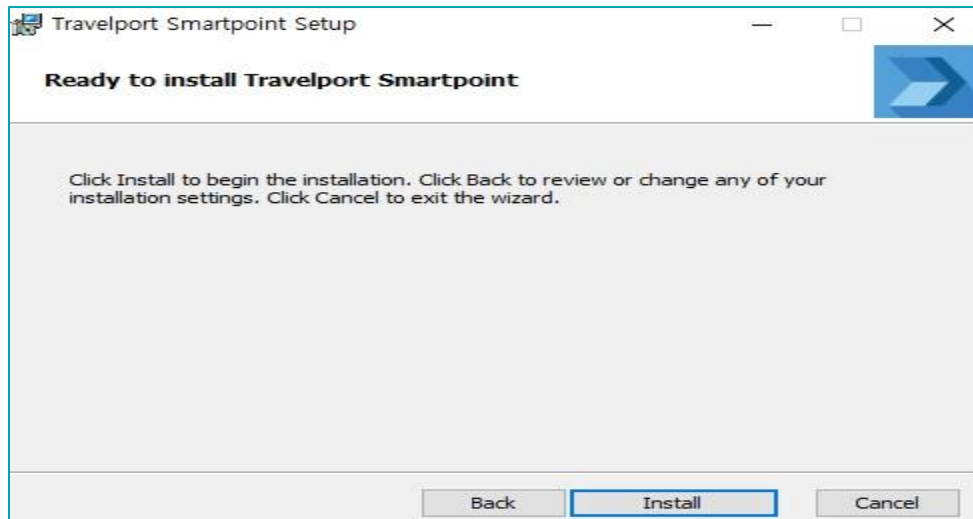 Travelport Smartpoint Setup
Ready to install Travelport Smartpoint
Click Install to begin the installation. Click Back to review or change any of your
installation settings. Click Cancel to exit the wizard.
Back Install Cancel